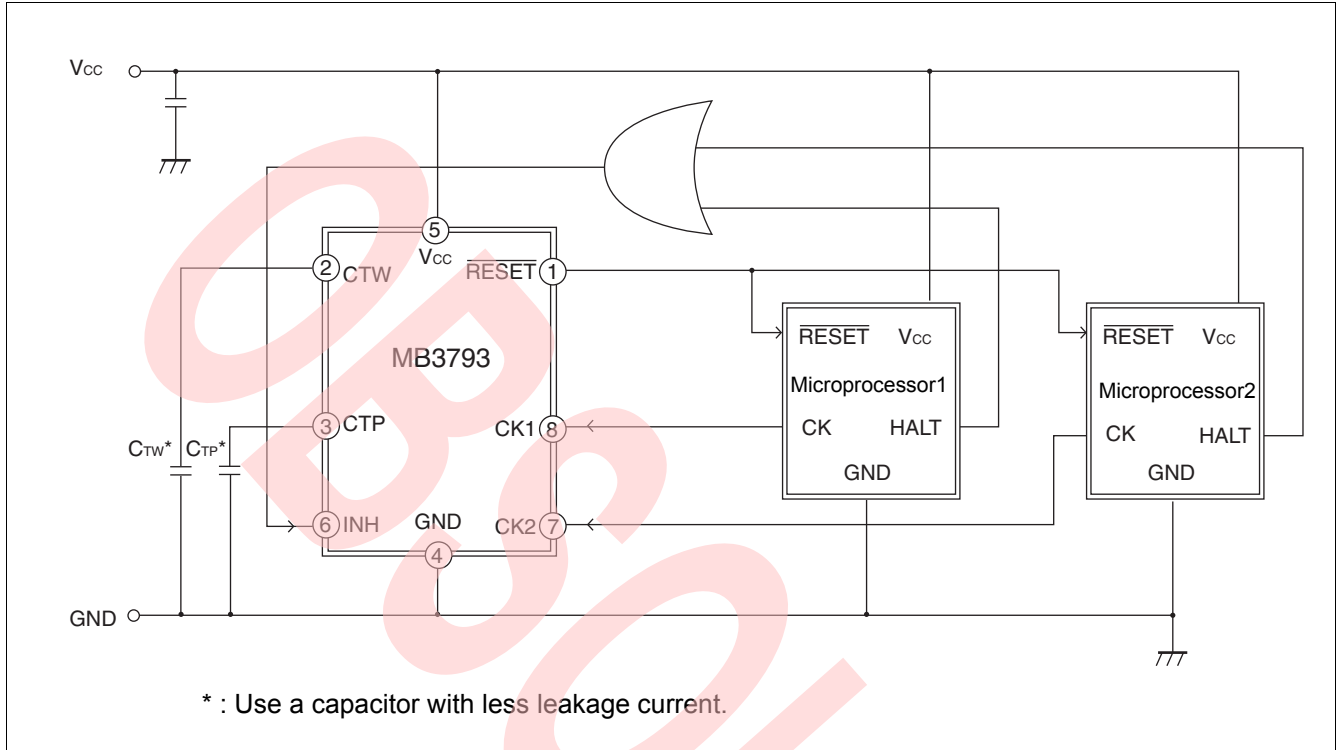 Vcc
5
Vcc
2 CTW
RESET 1
MB3793
RESET Vcc
Microprocessor1
CK HALT
GND
RESET Vcc
Microprocessor2
CK HALT
GND
3 CTP
CK1 8
CTW*
CTP*
6 INH
GND
4
CK2 7
GND
* : Use a capacitor with less leakage current.